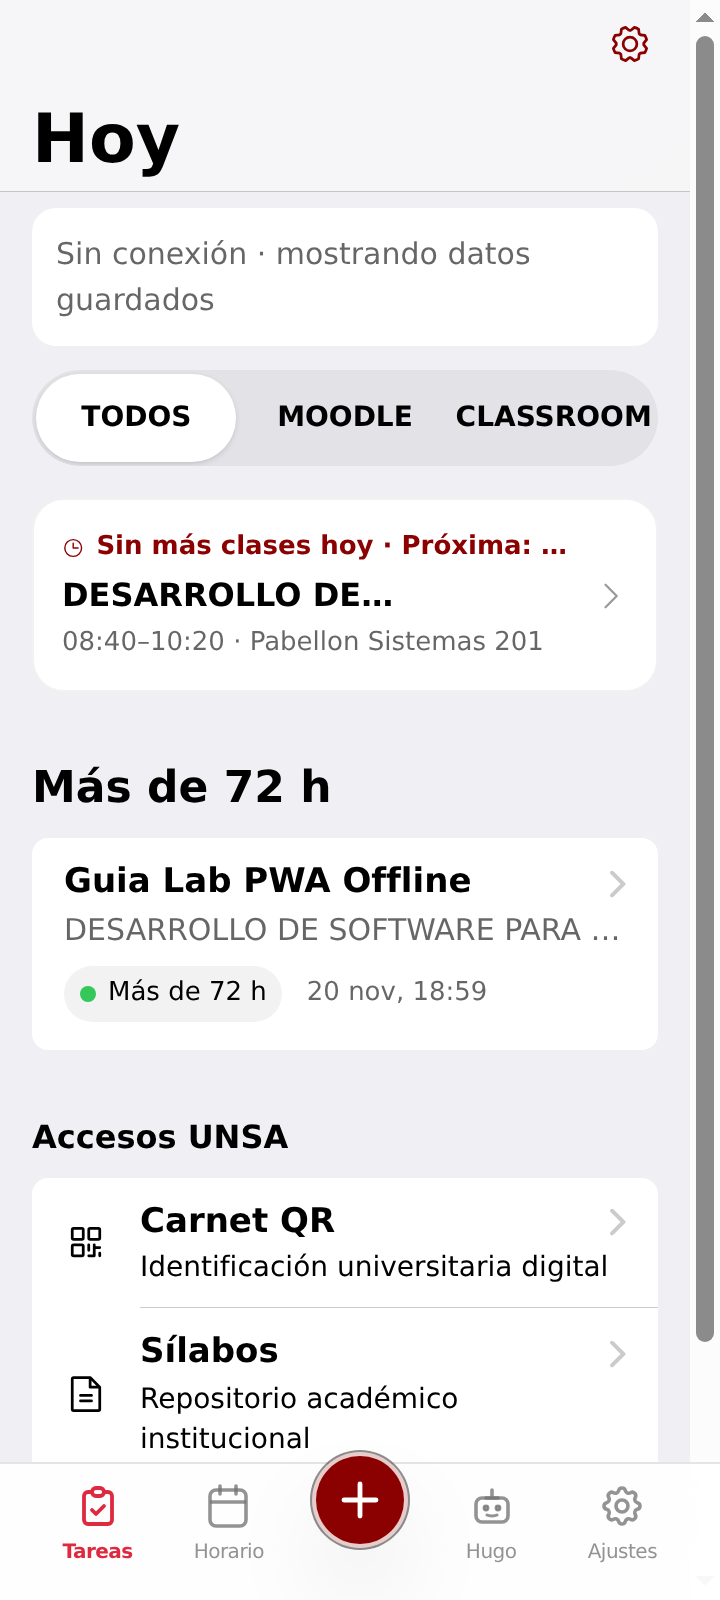 Hoy
Sin conexión · mostrando datos
guardados
TODOS
MOODLE
CLASSROOM
Sin más clases hoy · Próxima: ...
DESARROLLO DE...
08:40–10:20 · Pabellon Sistemas 201
Más de 72 h
Guia Lab PWA Offline
DESARROLLO DE SOFTWARE PARA ...
Más de 72 h
20 nov, 18:59
Accesos UNSA
Carnet QR
Identificación universitaria digital
Sílabos
Repositorio académico
institucional
Tareas
Horario
Hugo
Ajustes